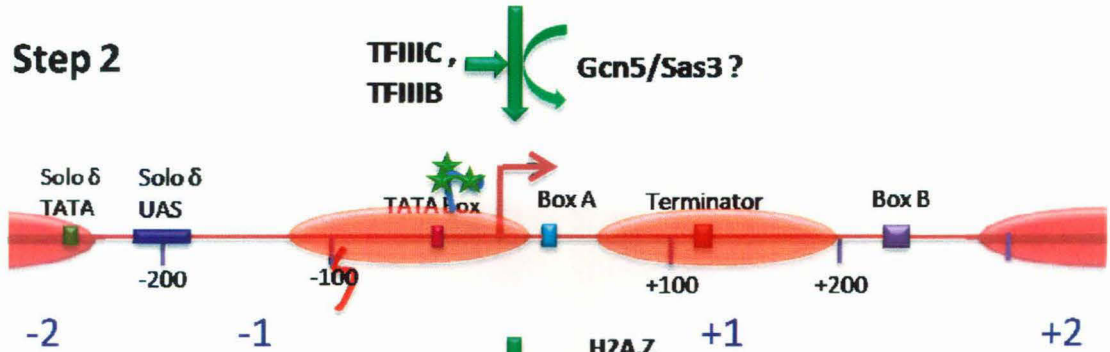 Step 2
TFIIIC ,
TFIIIB
Gcn5/Sas3 ?
Solo δ
TATA
Solo δ
UAS
TATA box
Box A
Terminator
Box B
-200
-100
+100
+200
-2
-1
+1
+2
H2A.Z